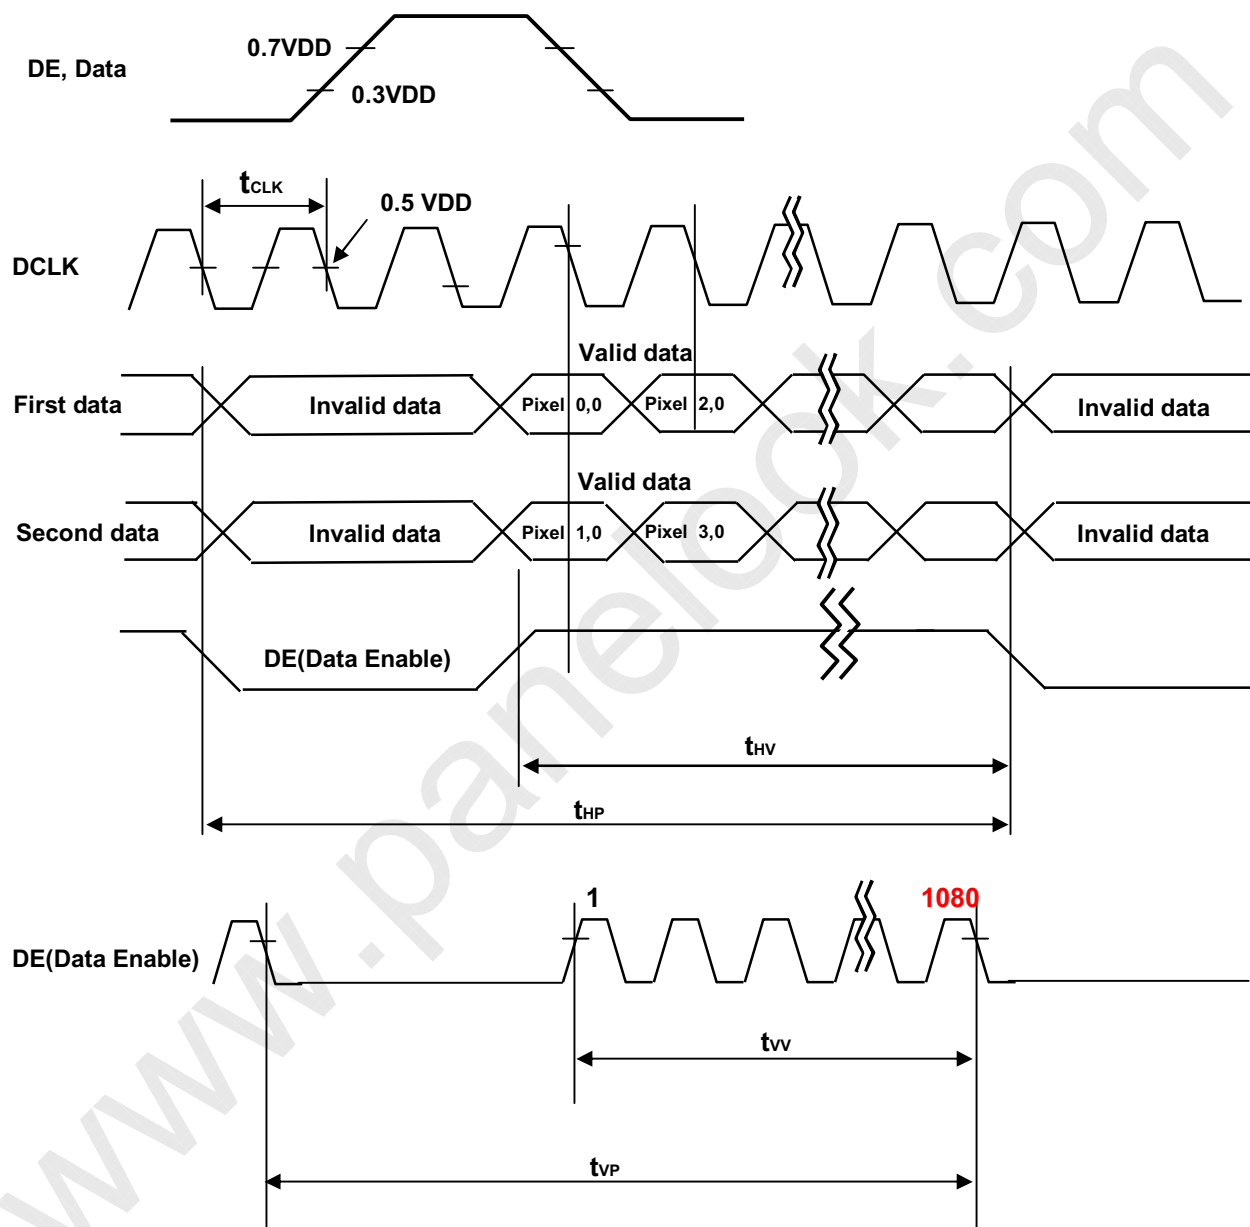 0.7VDD
DE, Data
0.3VDD
tCLK
0.5 VDD
DCLK
Valid data
First data
Invalid data
Pixel 0,0
Pixel 2,0
Invalid data
Valid data
Second data
Invalid data
Pixel 1,0
Pixel 3,0
Invalid data
DE(Data Enable)
tHV
tHP
1
1080
DE(Data Enable)
tVV
tVP
www.panelook.com